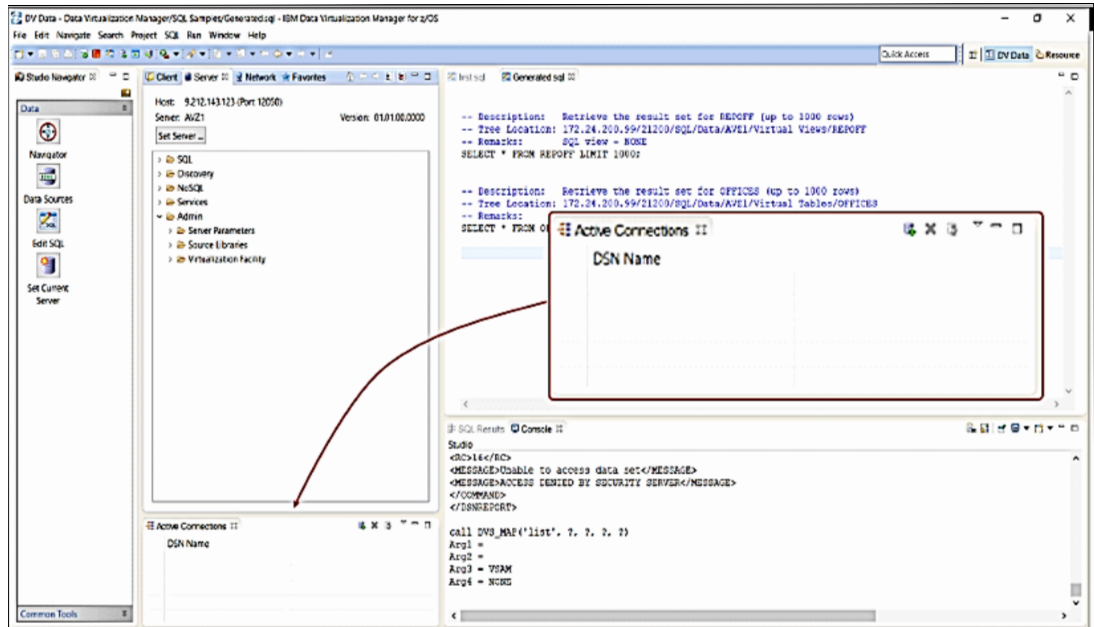 DV Data - Data Virtualization Manager/SQL Samples/Generated.sql - IBM Data Virtualization Manager for z/OS
File Edit Navigate Search Project SQL Run Window Help
Quick Access
DV Data
Resource
Studio Navigator
Data
Navigator
Data Sources
Edit SQL
Set Current
Server
Common Tools
Client
Server
Network
Favorites
Host: 9.212.143.123 (Port 12050)
Server: AVZ1
Version: 01.01.00.0000
Set Server ...
SQL
Discovery
NoSQL
Services
Admin
Server Parameters
Source Libraries
Virtualization Facility
Active Connections
DSN Name
Generated.sql
-- Description: Retrieve the result set for REPOFF (up to 1000 rows)
-- Tree Location: 172.24.200.99/21200/SQL/Data/AVE1/Virtual Views/REPOFF
-- Remarks: SQL view - NONE
SELECT * FROM REPOFF LIMIT 1000;
-- Description: Retrieve the result set for OFFICES (up to 1000 rows)
-- Tree Location: 172.24.200.99/21200/SQL/Data/AVE1/Virtual Tables/OFFICES
-- Remarks:
SELECT * FROM
Active Connections
DSN Name
SQL Results
Console
Studio
<RC>16</RC>
<MESSAGE>Unable to access data set</MESSAGE>
<MESSAGE>ACCESS DENIED BY SECURITY SERVER</MESSAGE>
</COMMAND>
</DSNREPORT>
call DVS_MAP('list', ?, ?, ?, ?)
Arg1 =
Arg2 =
Arg3 = VSAM
Arg4 = NONE